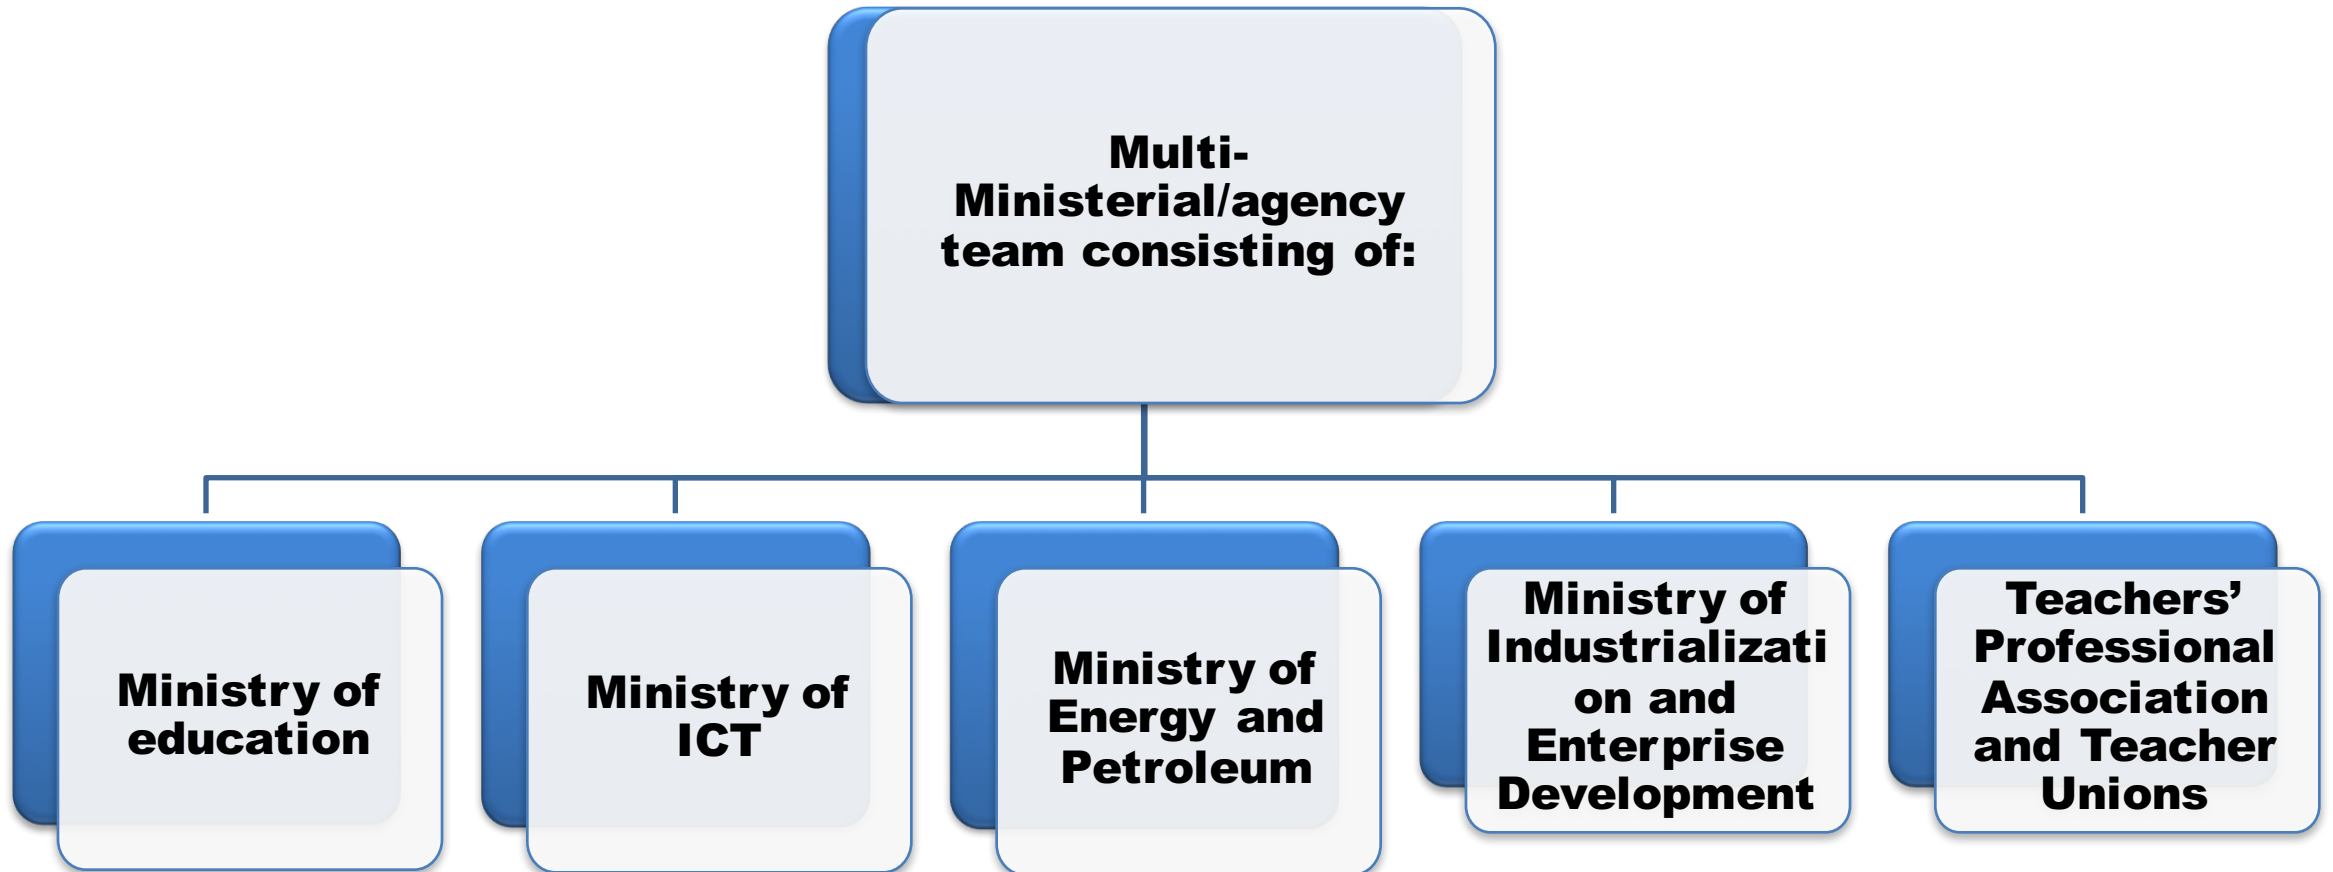 Multi-
Ministerial/agency
team consisting of:
Ministry of
education
Ministry of
ICT
Ministry of
Energy and
Petroleum
Ministry of
Industrializati
on and
Enterprise
Development
Teachers’
Professional
Association
and Teacher
Unions